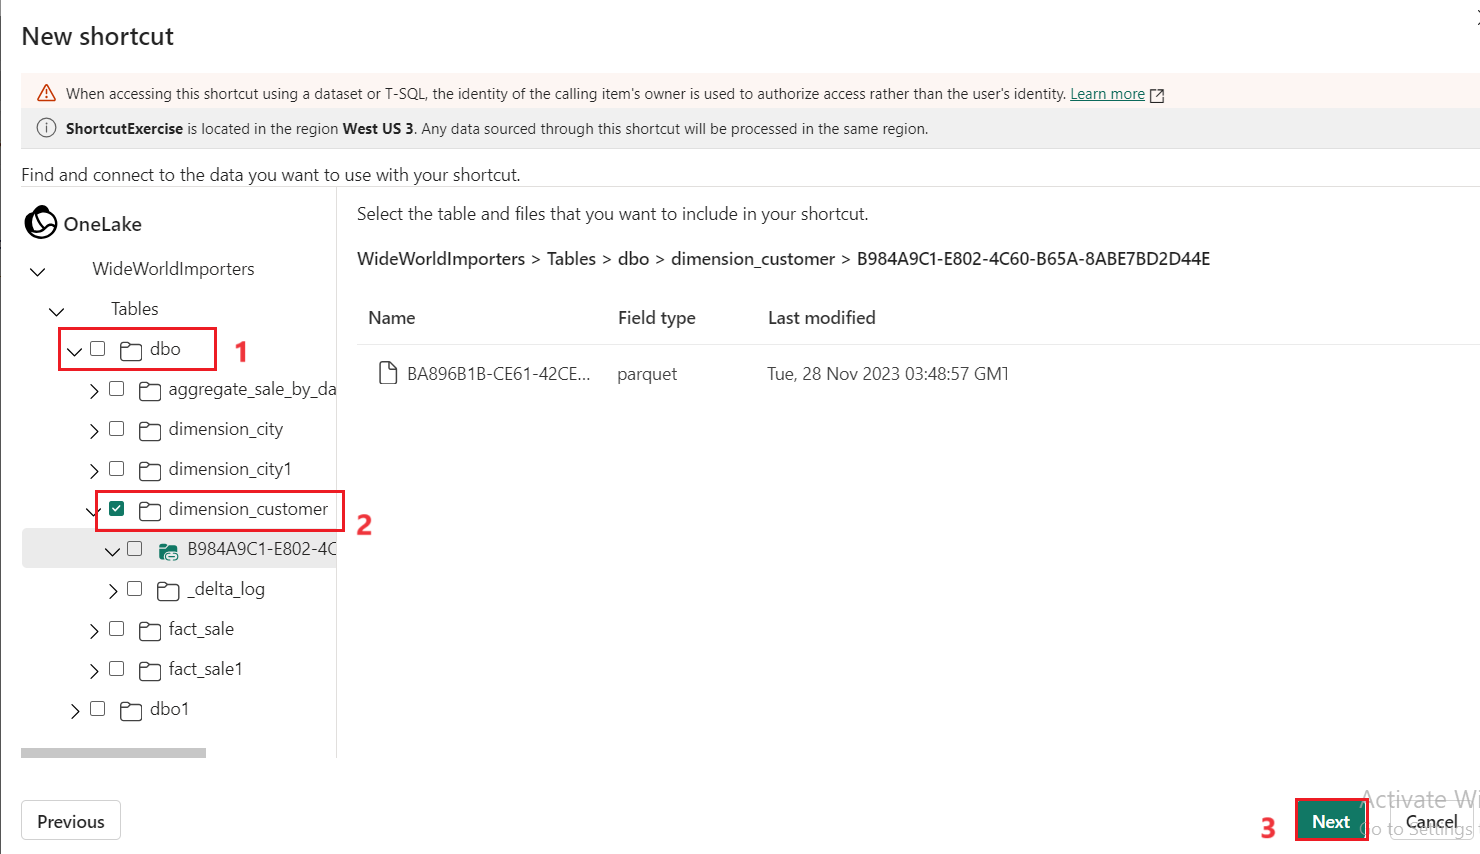 New shortcut
When accessing this shortcut using a dataset or T-SQL, the identity of the calling item's owner is used to authorize access rather than the user's identity. Learn more
ShortcutExercise is located in the region West US 3. Any data sourced through this shortcut will be processed in the same region.
Find and connect to the data you want to use with your shortcut.
OneLake
WideWorldImporters
Tables
dbo 1
aggregate_sale_by_da
dimension_city
dimension_city1
dimension_customer 2
B984A9C1-E802-4C
_delta_log
fact_sale
fact_sale1
dbo1
Select the table and files that you want to include in your shortcut.
WideWorldImporters > Tables > dbo > dimension_customer > B984A9C1-E802-4C60-B65A-8ABE7BD2D44E
Name Field type Last modified
BA896B1B-CE61-42CE... parquet Tue, 28 Nov 2023 03:48:57 GMT
Previous
3 Next
Cancel
Activate Wi
Go to Settings